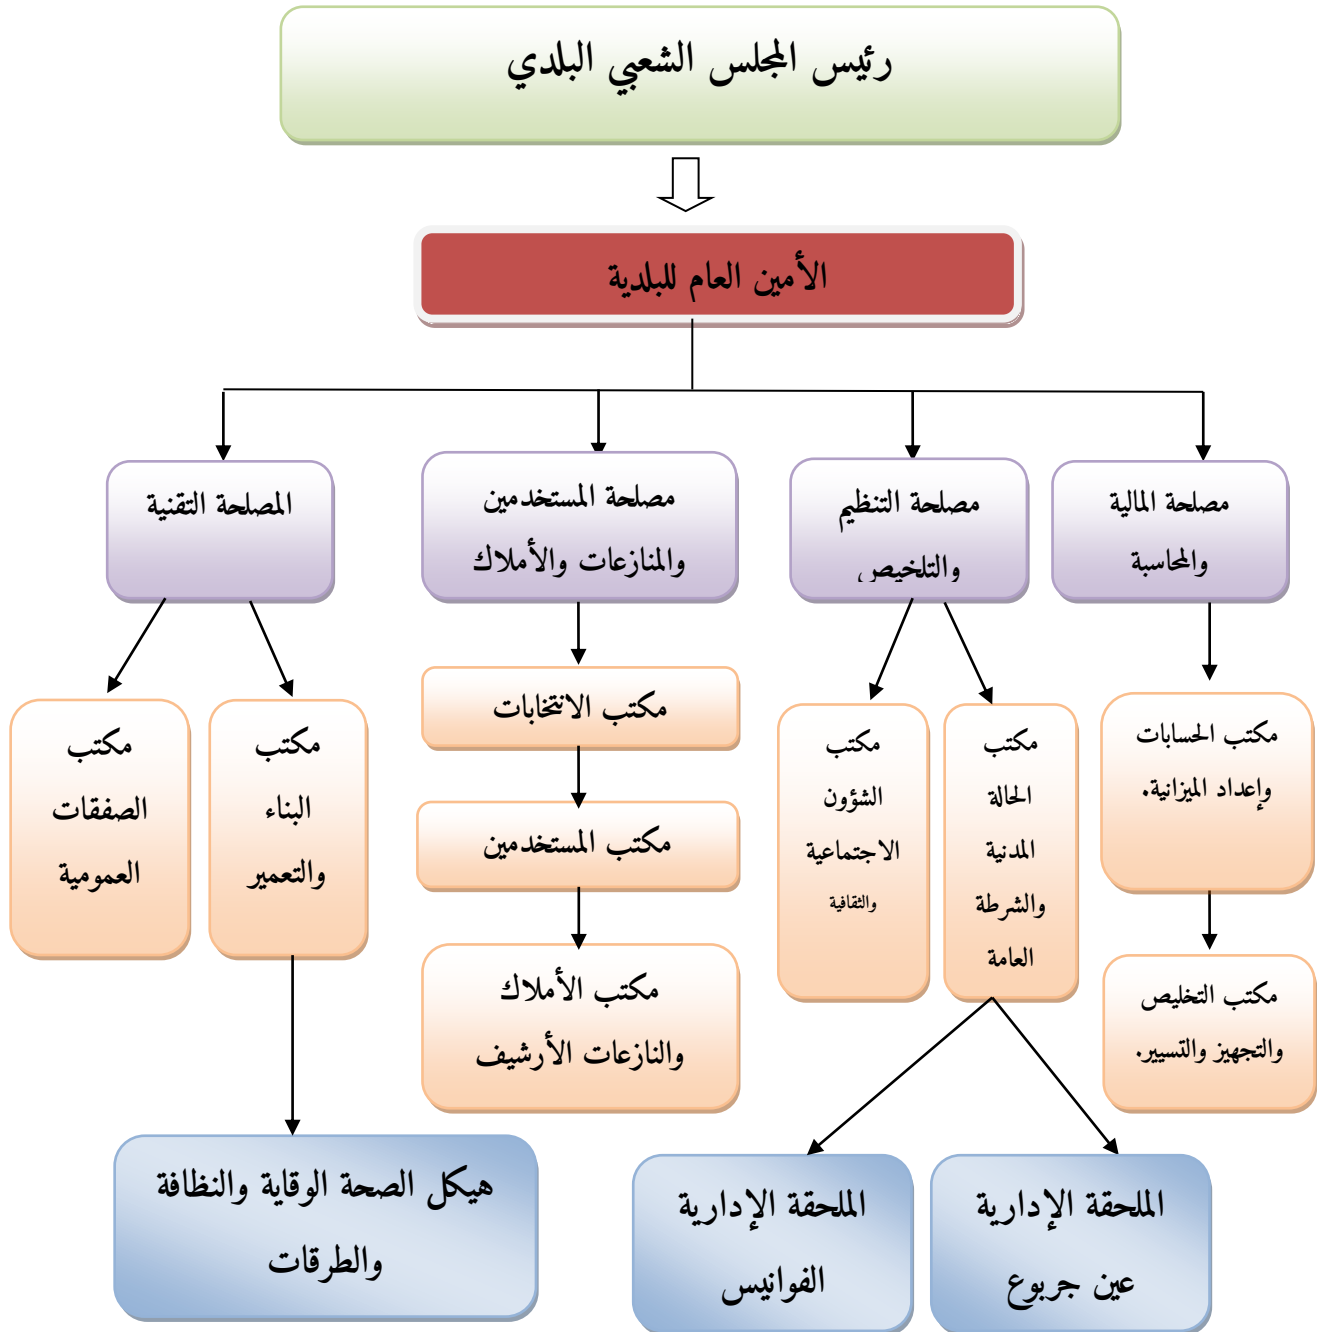 رئيس المجلس الشعبي البلدي
الأمين العام للبلدية
مصلحة المالية
والمحاسبة
مصلحة التنظيم
والتلخيص
مصلحة المستخدمين
والمنازعات والأملاك
المصلحة التقنية
مكتب الحسابات
وإعداد الميزانية.
مكتب التخليص
والتجهيز والتسيير.
مكتب
الحالة
المدنية
والشرطة
العامة
مكتب
الشؤون
الاجتماعية
والثقافية
مكتب الانتخابات
مكتب المستخدمين
مكتب الأملاك
والنازعات الأرشيف
مكتب
البناء
والتعمير
مكتب
الصفقات
العمومية
الملحقة الإدارية
عين جربوع
الملحقة الإدارية
الفوانيس
هيكل الصحة الوقاية والنظافة
والطرقات